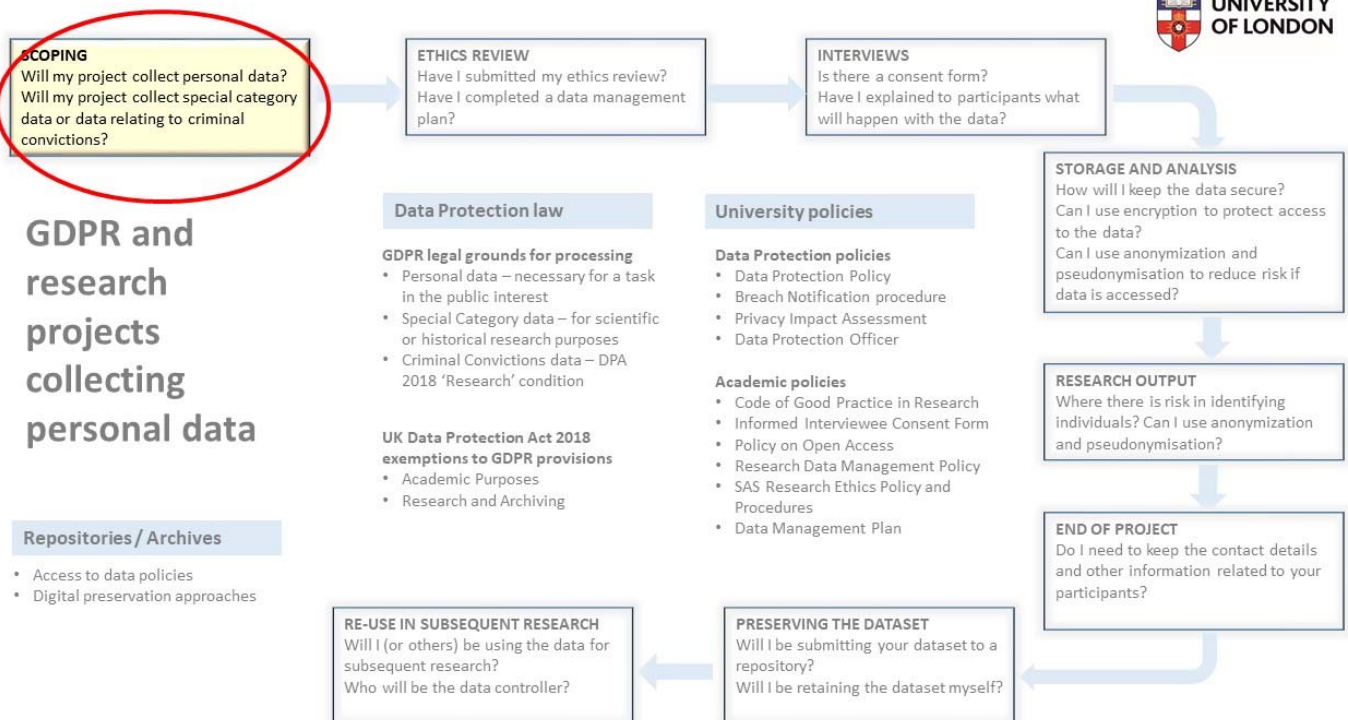 UNIVERSITY
OF LONDON
SCOPING
Will my project collect personal data?
Will my project collect special category
data or data relating to criminal
convictions?
ETHICS REVIEW
Have I submitted my ethics review?
Have I completed a data management
plan?
INTERVIEWS
Is there a consent form?
Have I explained to participants what
will happen with the data?
STORAGE AND ANALYSIS
How will I keep the data secure?
Can I use encryption to protect access
to the data?
Can I use anonymization and
pseudonymisation to reduce risk if
data is accessed?
GDPR and
research
projects
collecting
personal data
Data Protection law
GDPR legal grounds for processing
• Personal data – necessary for a task
in the public interest
• Special Category data – for scientific
or historical research purposes
• Criminal Convictions data – DPA
2018 ‘Research’ condition
UK Data Protection Act 2018
exemptions to GDPR provisions
• Academic Purposes
• Research and Archiving
University policies
Data Protection policies
• Data Protection Policy
• Breach Notification procedure
• Privacy Impact Assessment
• Data Protection Officer
Academic policies
• Code of Good Practice in Research
• Informed Interviewee Consent Form
• Policy on Open Access
• Research Data Management Policy
• SAS Research Ethics Policy and
Procedures
• Data Management Plan
RESEARCH OUTPUT
Where there is risk in identifying
individuals? Can I use anonymization
and pseudonymisation?
Repositories / Archives
• Access to data policies
• Digital preservation approaches
END OF PROJECT
Do I need to keep the contact details
and other information related to your
participants?
RE-USE IN SUBSEQUENT RESEARCH
Will I (or others) be using the data for
subsequent research?
Who will be the data controller?
PRESERVING THE DATASET
Will I be submitting your dataset to a
repository?
Will I be retaining the dataset myself?